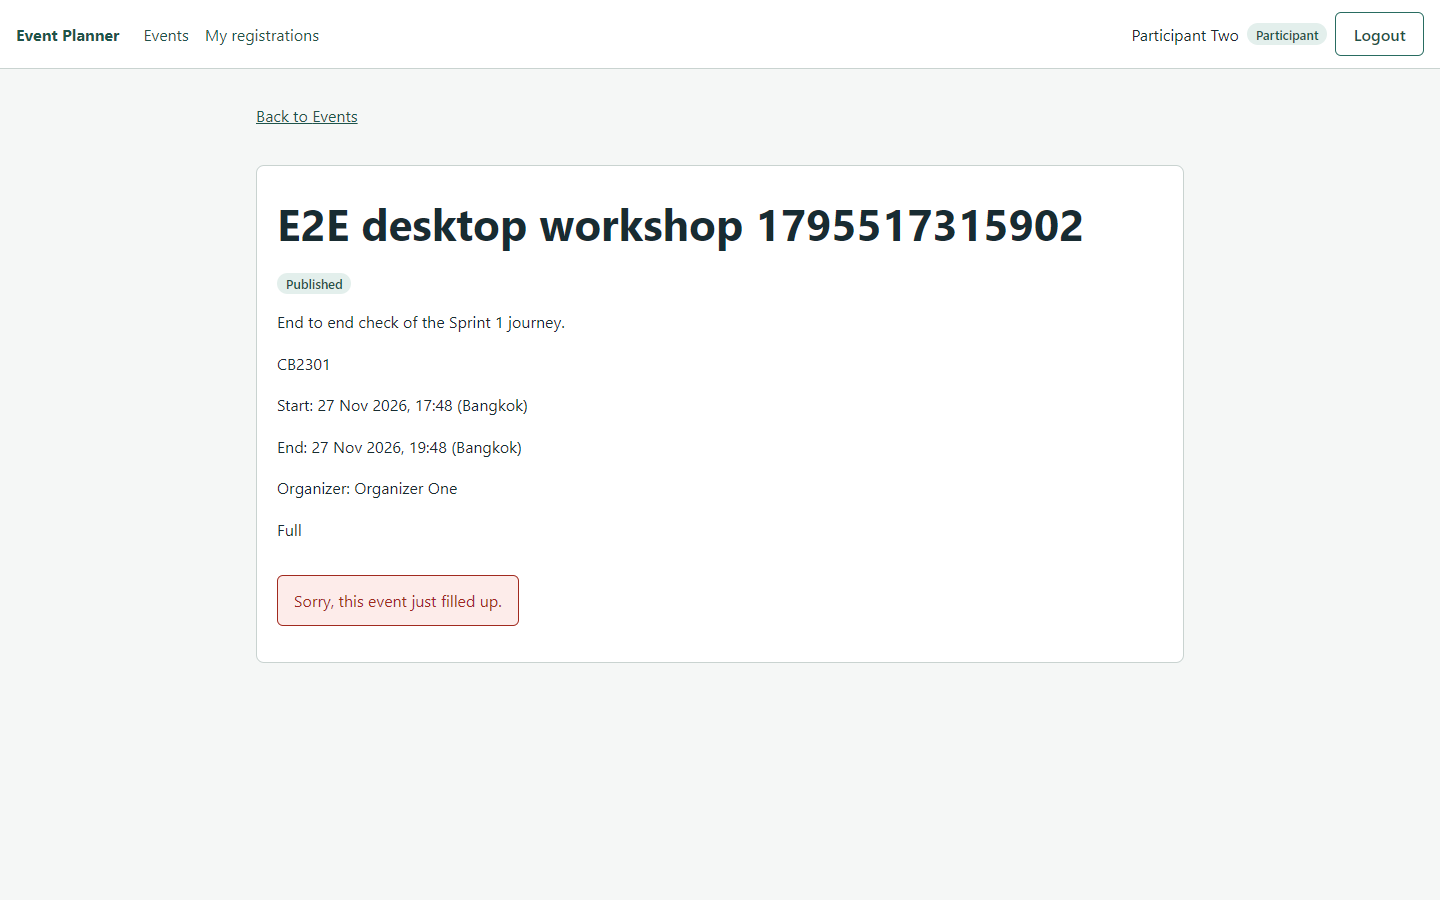 Event Planner Events My registrations Participant Two Participant Logout
Back to Events
E2E desktop workshop 1795517315902
Published
End to end check of the Sprint 1 journey.
CB2301
Start: 27 Nov 2026, 17:48 (Bangkok)
End: 27 Nov 2026, 19:48 (Bangkok)
Organizer: Organizer One
Full
Sorry, this event just filled up.